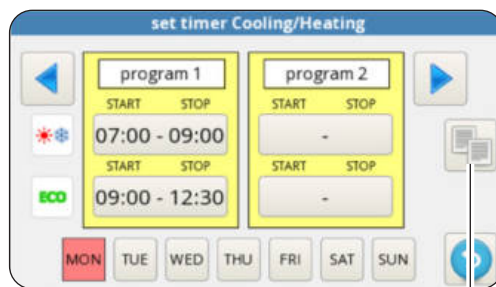 set timer Cooling/Heating
program 1 program 2
START STOP START STOP
07:00 - 09:00 -
START STOP START STOP
ECO 09:00 - 12:30 -
MON TUE WED THU FRI SAT SUN